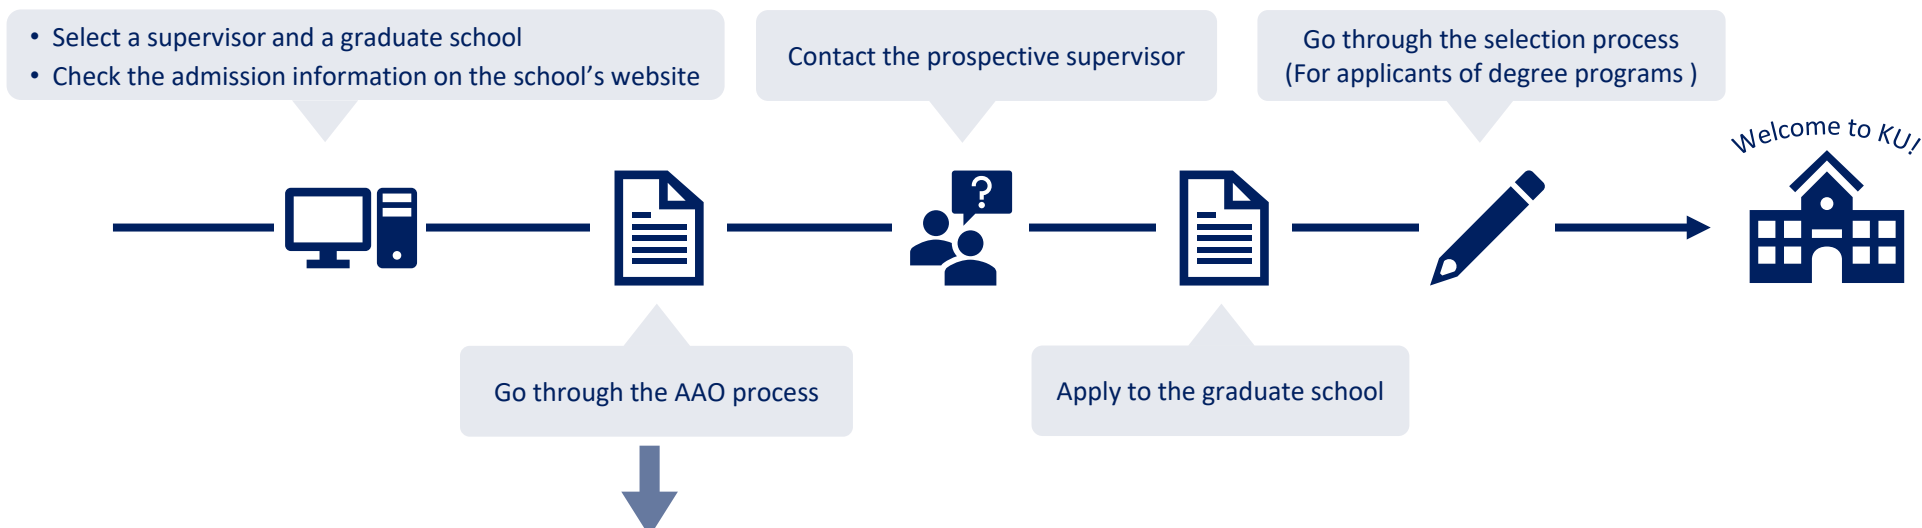 • Select a supervisor and a graduate school
• Check the admission information on the school's website
Go through the AAO process
Contact the prospective supervisor
?
Apply to the graduate school
Go through the selection process
(For applicants of degree programs )
Welcome to KU!